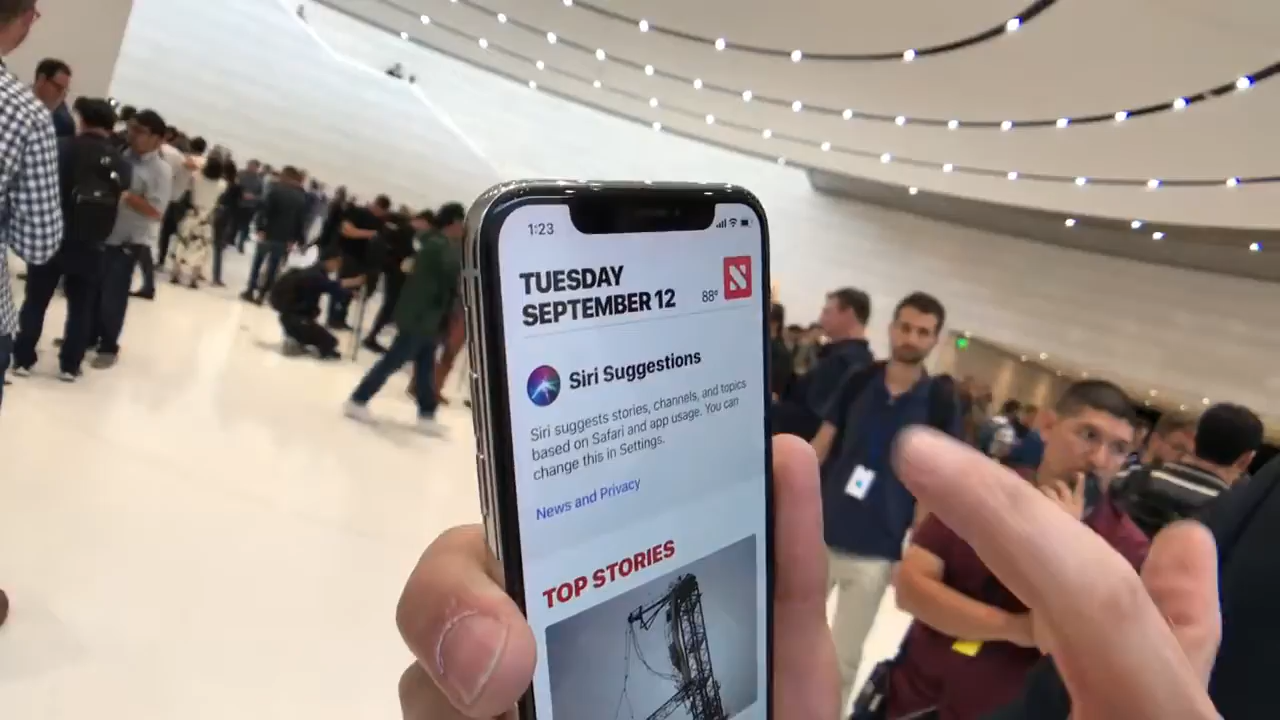 1:23
TUESDAY
SEPTEMBER 12
88°
Siri Suggestions
Siri suggests stories, channels, and topics
based on Safari and app usage. You can
change this in Settings.
News and Privacy
TOP STORIES